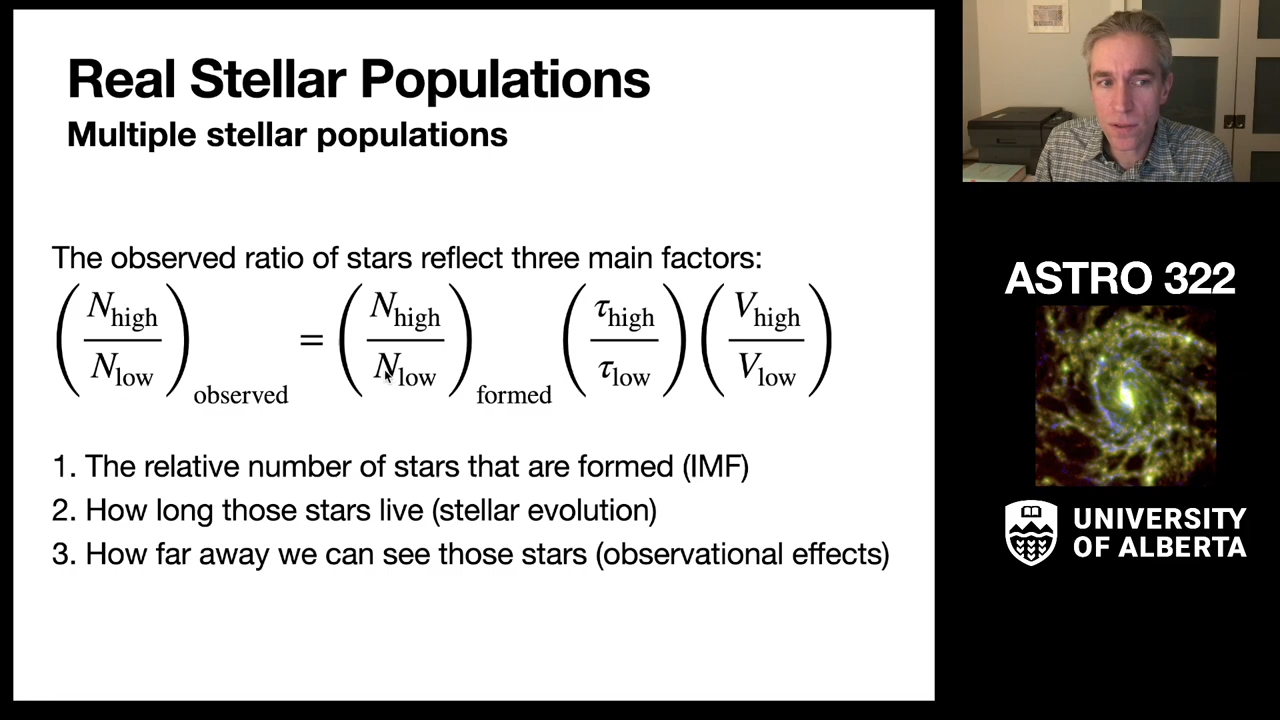 Real Stellar Populations
Multiple stellar populations
The observed ratio of stars reflect three main factors:
(N_high / N_low)_observed = (N_high / N_low)_formed (τ_high / τ_low) (V_high / V_low)
1. The relative number of stars that are formed (IMF)
2. How long those stars live (stellar evolution)
3. How far away we can see those stars (observational effects)
ASTRO 322
UNIVERSITY
OF ALBERTA